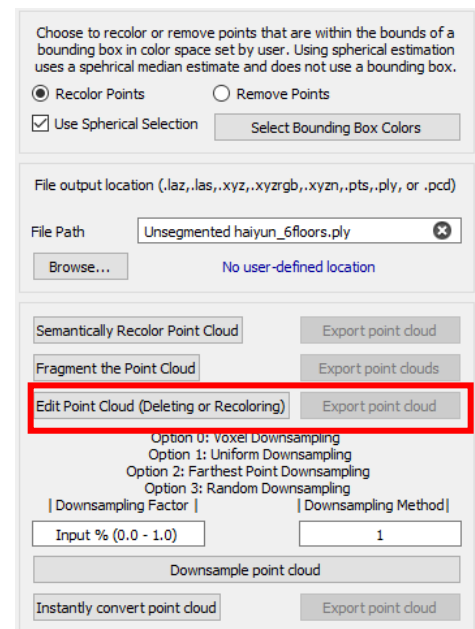 Choose to recolor or remove points that are within the bounds of a
bounding box in color space set by user. Using spherical estimation
uses a spehrical median estimate and does not use a bounding box.
Recolor Points Remove Points
Use Spherical Selection Select Bounding Box Colors
File output location (.laz,.las,.xyz,.xyzrgb,.xyzn,.pts,.ply, or .pcd)
File Path Unsegmented haiyun_6floors.ply
Browse... No user-defined location
Semantically Recolor Point Cloud Export point cloud
Fragment the Point Cloud Export point clouds
Edit Point Cloud (Deleting or Recoloring) Export point cloud
Option 0: Voxel Downsampling
Option 1: Uniform Downsampling
Option 2: Farthest Point Downsampling
Option 3: Random Downsampling
| Downsampling Factor | | Downsampling Method|
Input % (0.0 - 1.0) 1
Downsample point cloud
Instantly convert point cloud Export point cloud